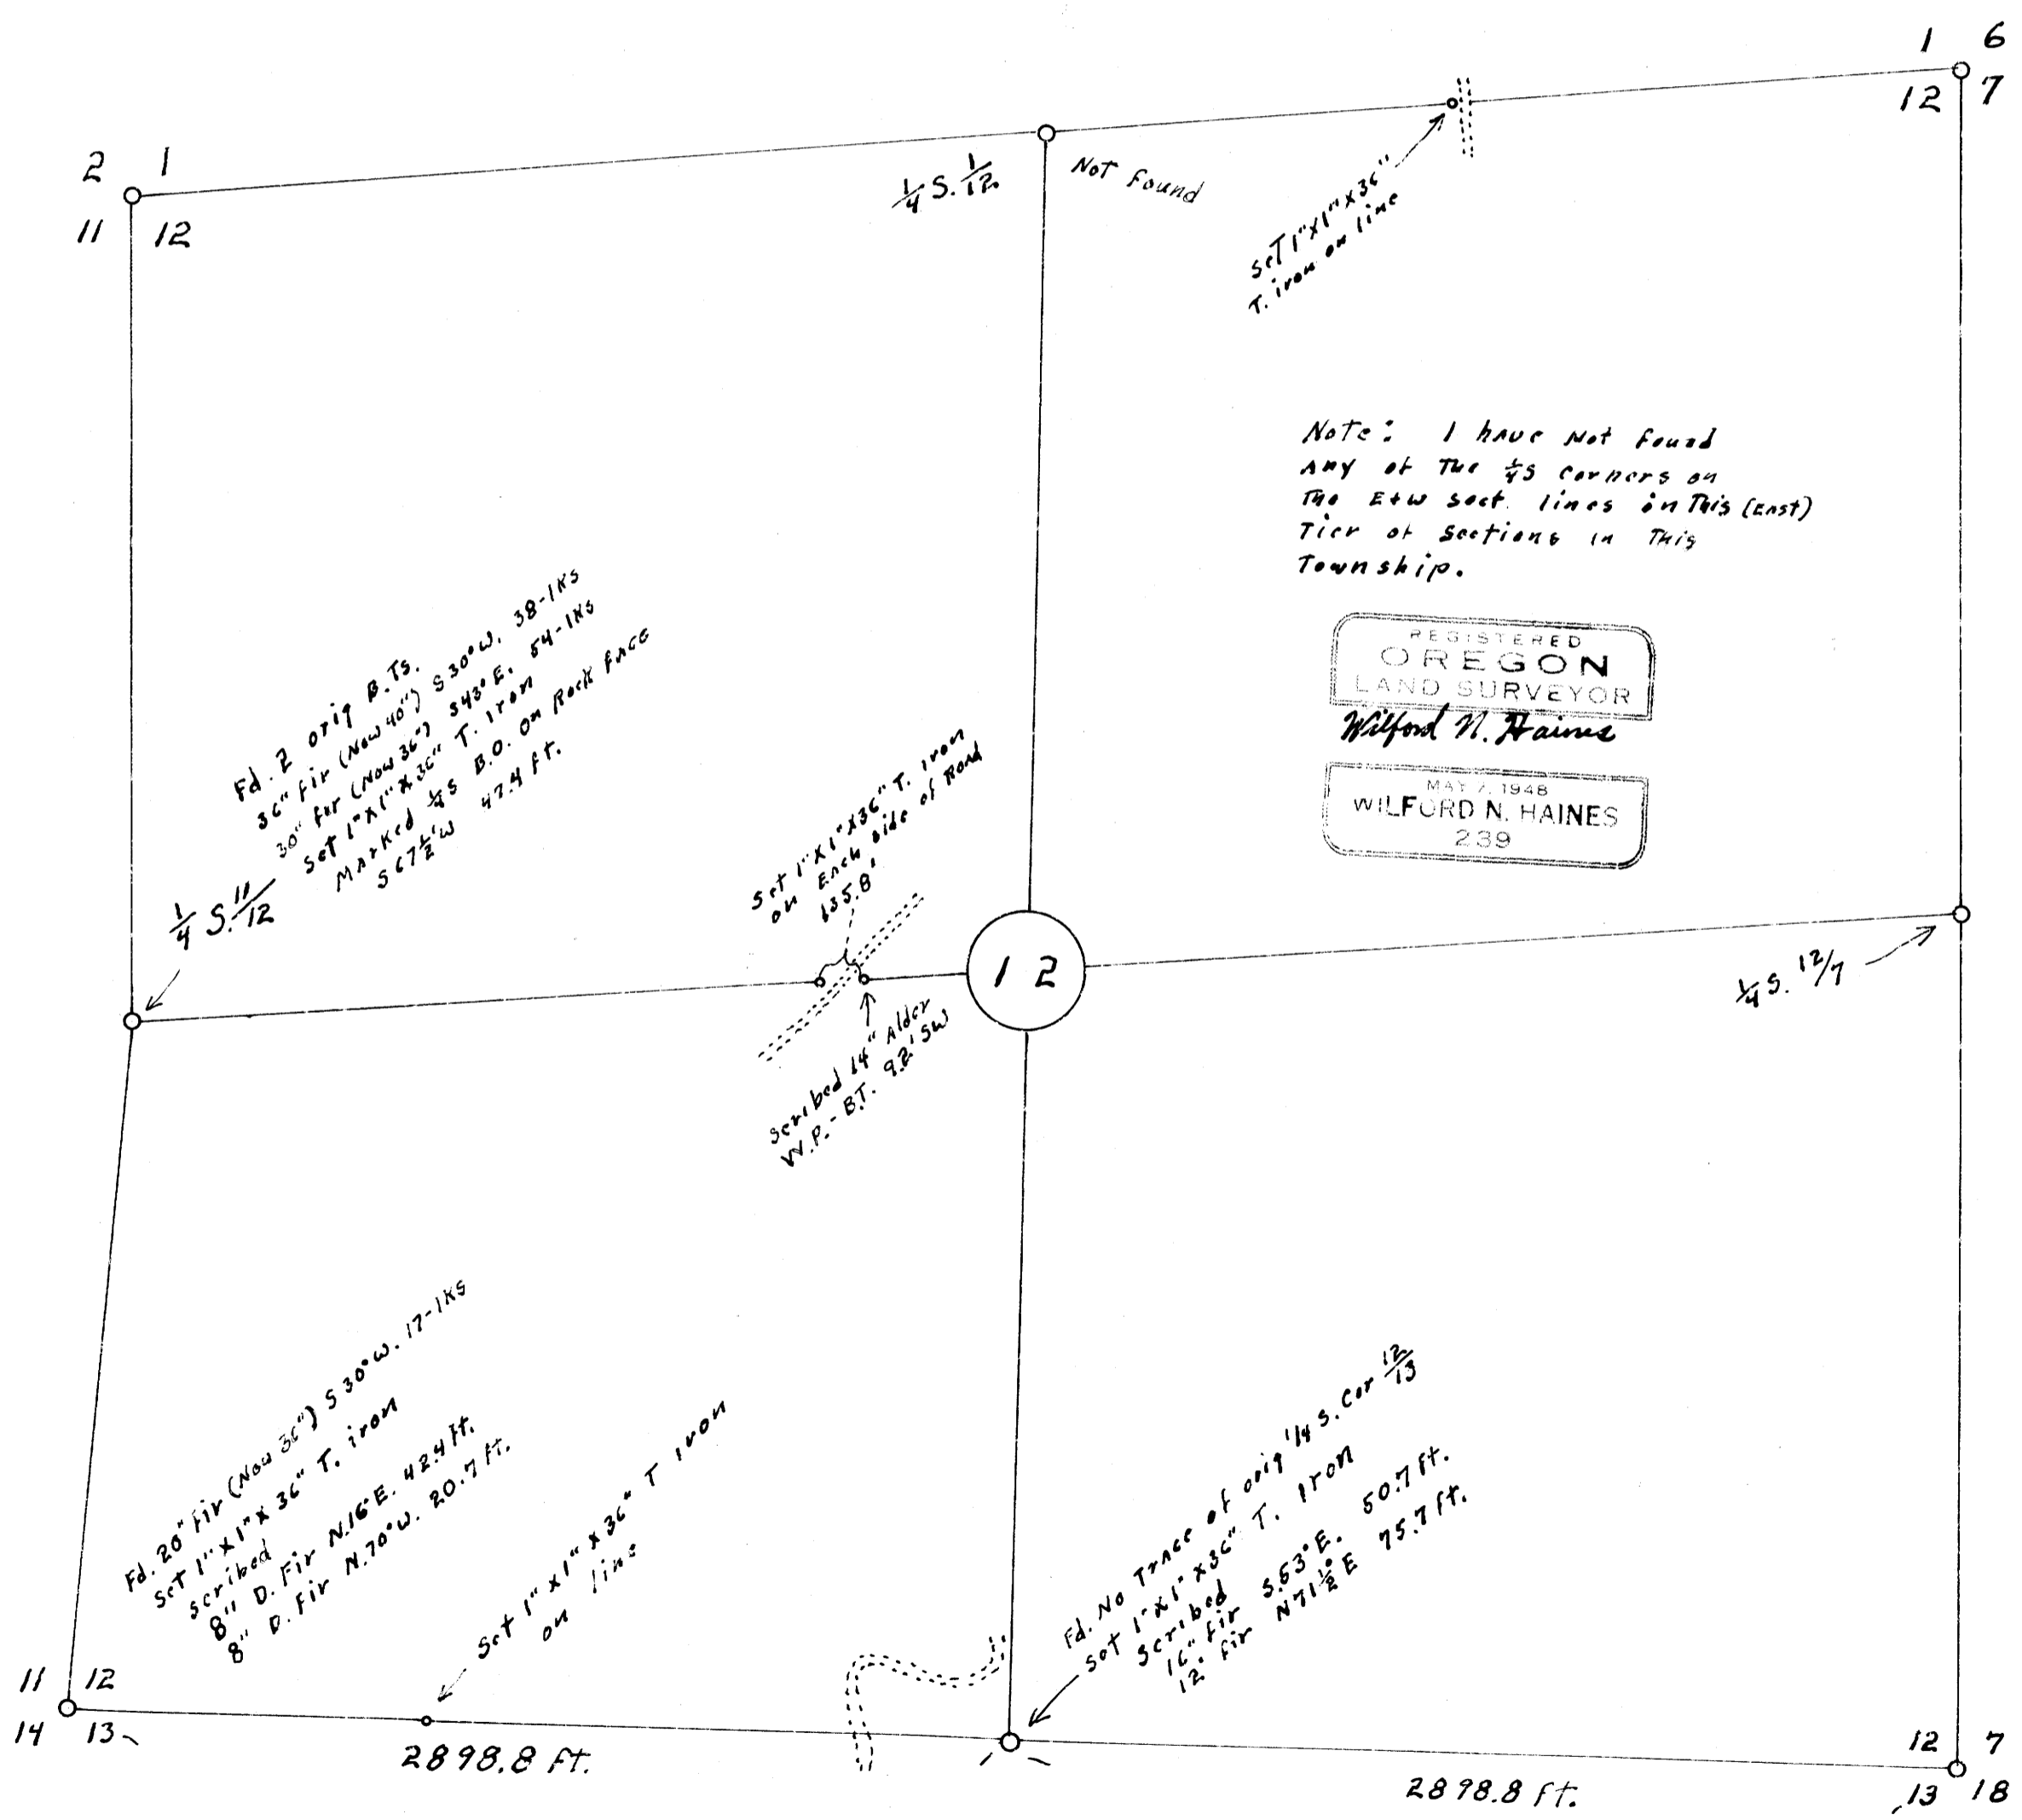 1 6
12 7
2 1
11 12
1/4 S. 1/12
Not found
Set 1"x1"x36"
T. iron on line
Note: I have Not found
Any of The 1/4 S Corners on
The E+W Sect. lines in This (East)
Tier of Sections in This
Township.
REGISTERED
OREGON
LAND SURVEYOR
Wilford N. Haines
MAY 7, 1948
WILFORD N. HAINES
239
Fd. 2 orig B.Ts.
36" Fir (Now 40") S30°W. 38-lks
30" fir (Now 36") S43°E. 54-lks
Set 1"x1"x36" T. Iron
Marked 1/4 S B.O. On Rock face
S67 1/2°W 47.4 ft.
1/4 S. 11/12
Set 1"x1"x36" T. Iron
on Each side of Road
135.8'
12
1/4 S. 12/7
Scribed 14" Alder
W.P.-B.T. 9.2' SW
Fd. 20" Fir (Now 36") S30°W. 17-lks
Set 1"x1"x36" T. iron
Scribed
8" D. Fir N.16°E. 42.4 ft.
8" D. Fir N.70°W. 20.7 ft.
Set 1"x1"x36" T Iron
on line
Fd. No Trace of orig 1/4 S. Cor 12/13
Set 1"x1"x36" T. Iron
Scribed
16" fir S.53°E. 50.7 ft.
12" fir N71 1/2°E 75.7 ft.
11 12
14 13
2898.8 ft.
2898.8 ft.
12 7
13 18